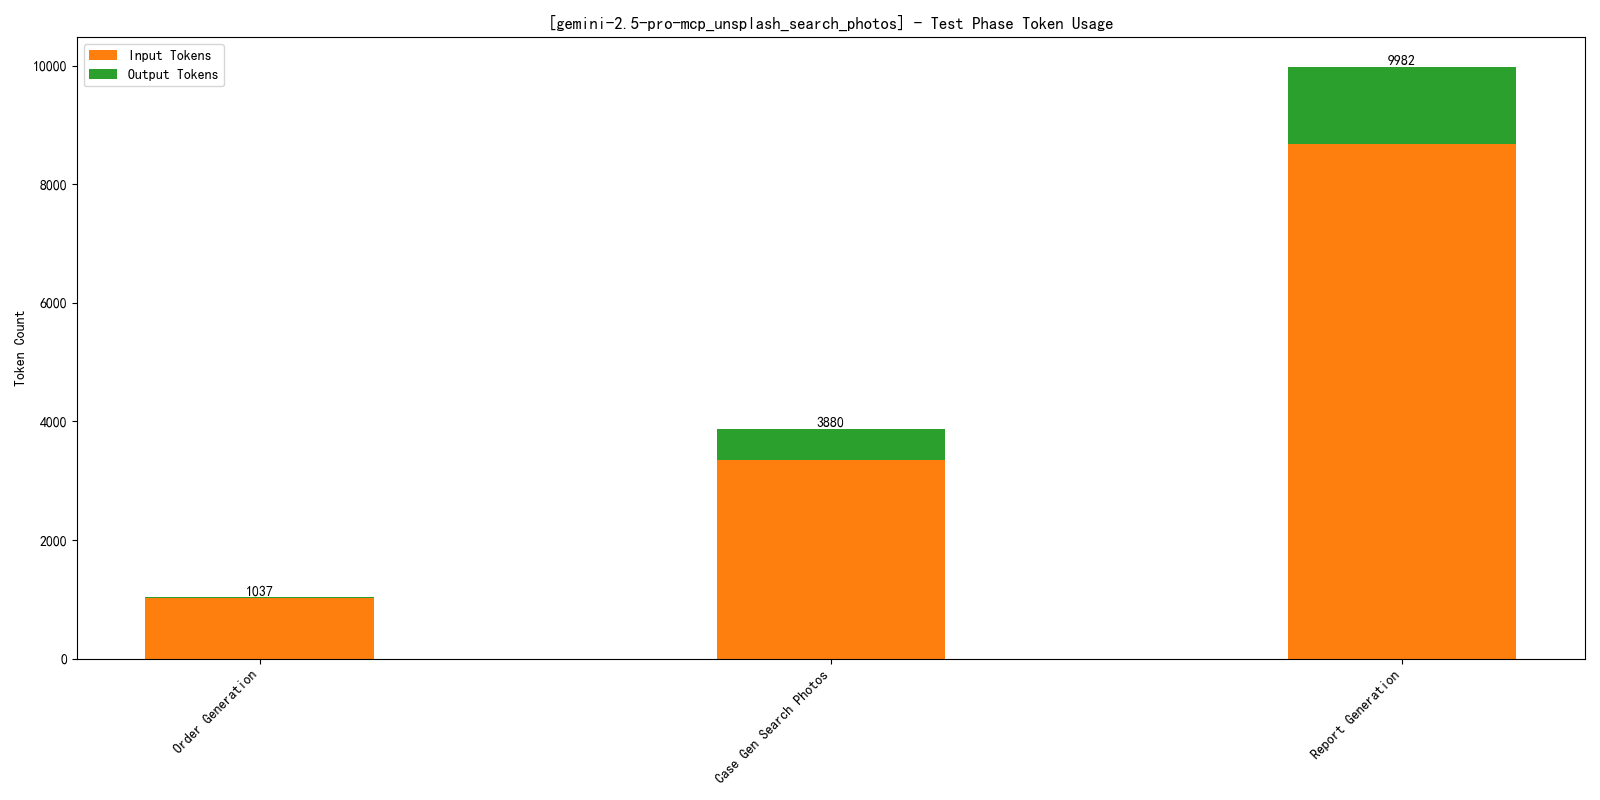 [gemini-2.5-pro-mcp_unsplash_search_photos] - Test Phase Token Usage
Input Tokens
Output Tokens
Token Count
10000
8000
6000
4000
2000
0
1037
3880
9982
Order Generation
Case Gen Search Photos
Report Generation